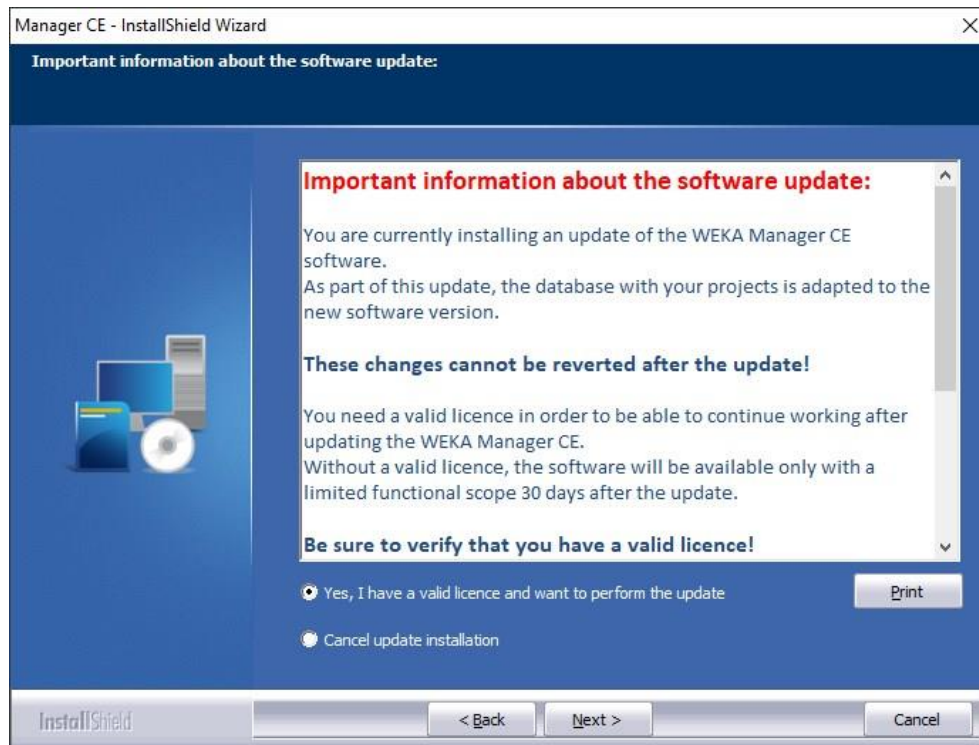 Manager CE - InstallShield Wizard
Important information about the software update:
Important information about the software update:
You are currently installing an update of the WEKA Manager CE
software.
As part of this update, the database with your projects is adapted to the
new software version.
These changes cannot be reverted after the update!
You need a valid licence in order to be able to continue working after
updating the WEKA Manager CE.
Without a valid licence, the software will be available only with a
limited functional scope 30 days after the update.
Be sure to verify that you have a valid licence!
Yes, I have a valid licence and want to perform the update
Print
Cancel update installation
InstallShield
< Back
Next >
Cancel